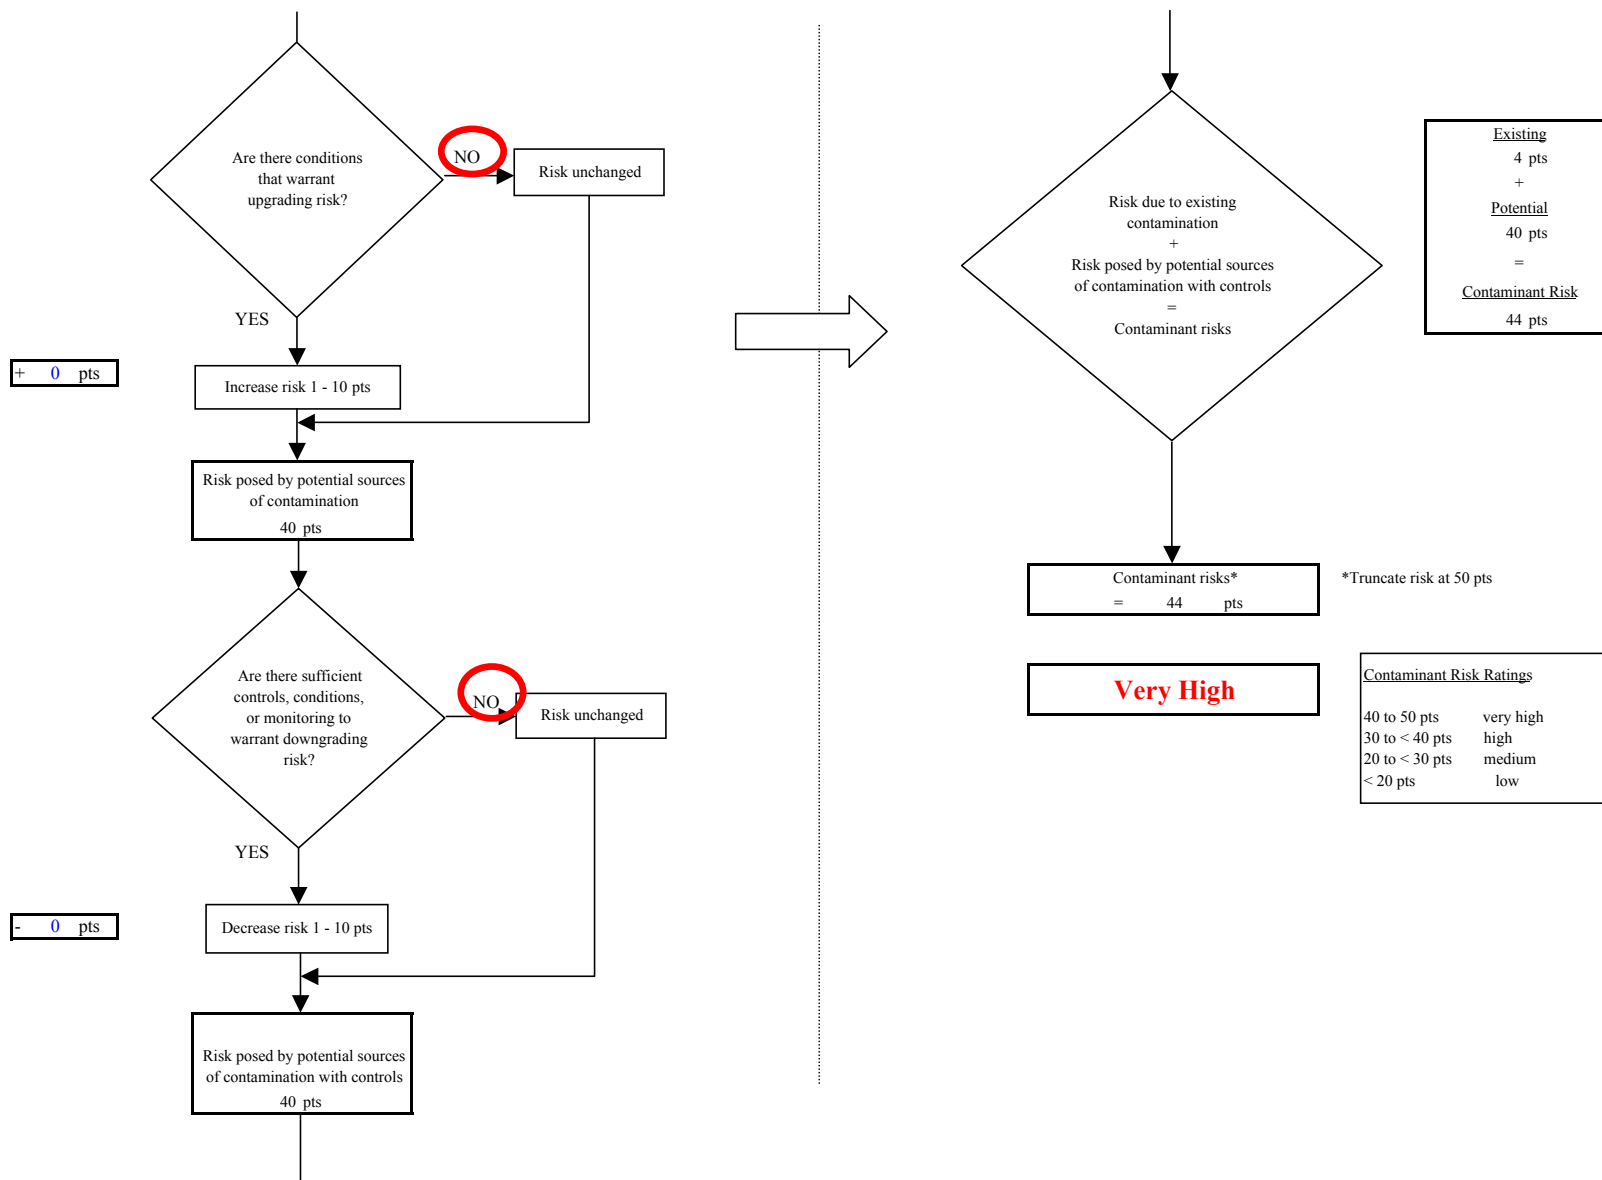 Are there conditions
that warrant
upgrading risk?
NO
Risk unchanged
YES
+ 0 pts
Increase risk 1 - 10 pts
Risk posed by potential sources
of contamination
40 pts
Are there sufficient
controls, conditions,
or monitoring to
warrant downgrading
risk?
NO
Risk unchanged
YES
- 0 pts
Decrease risk 1 - 10 pts
Risk posed by potential sources
of contamination with controls
40 pts
Risk due to existing
contamination
+
Risk posed by potential sources
of contamination with controls
=
Contaminant risks
Existing
4 pts
+
Potential
40 pts
=
Contaminant Risk
44 pts
Contaminant risks*
= 44 pts
*Truncate risk at 50 pts
Very High
Contaminant Risk Ratings
40 to 50 pts very high
30 to < 40 pts high
20 to < 30 pts medium
< 20 pts low